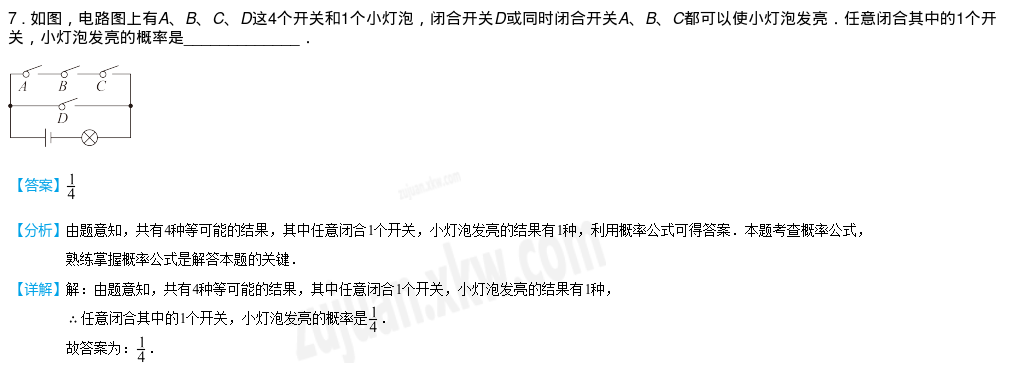 7．如图，电路图上有A、B、C、D这4个开关和1个小灯泡，闭合开关D或同时闭合开关A、B、C都可以使小灯泡发亮．任意闭合其中的1个开
关，小灯泡发亮的概率是______________．
A B C
D
【答案】1/4
zujuan.xkw.com
【分析】由题意知，共有4种等可能的结果，其中任意闭合1个开关，小灯泡发亮的结果有1种，利用概率公式可得答案．本题考查概率公式，
熟练掌握概率公式是解答本题的关键．
【详解】解：由题意知，共有4种等可能的结果，其中任意闭合1个开关，小灯泡发亮的结果有1种，
∴任意闭合其中的1个开关，小灯泡发亮的概率是1/4．
故答案为：1/4．
zujuan.xkw.com